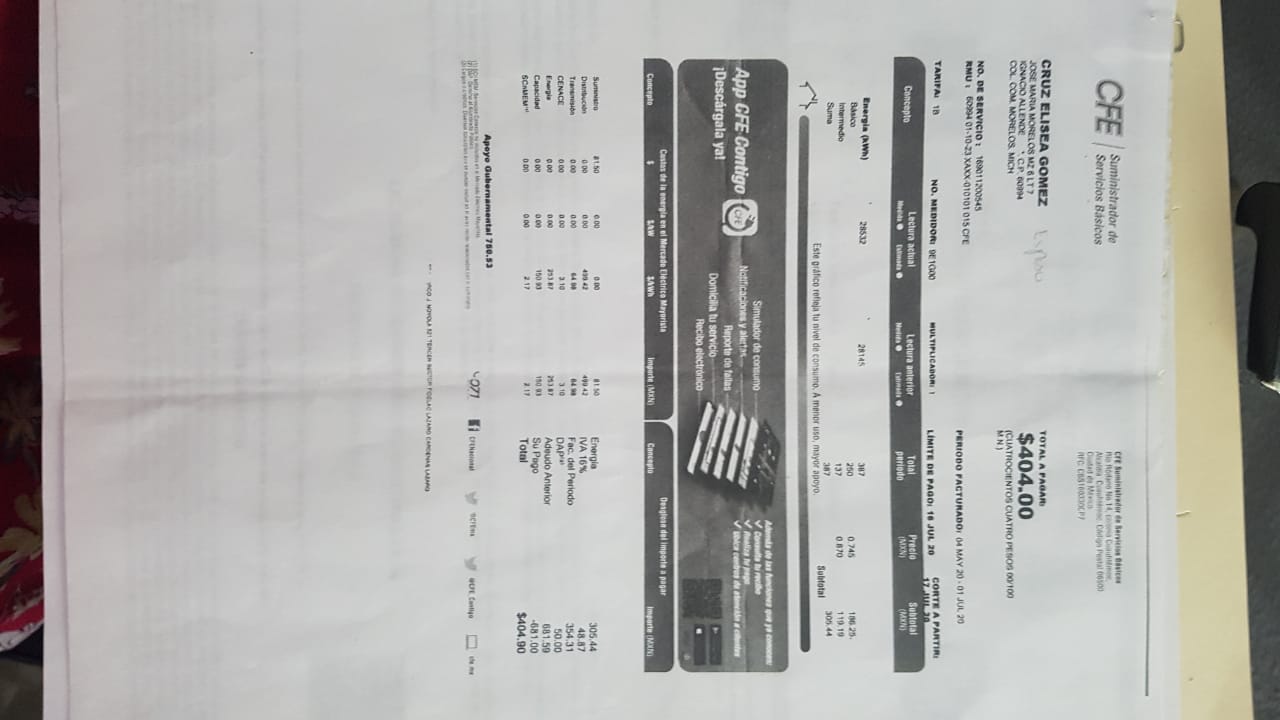 CFE
Suministrador de
Servicios Básicos
CFE Suministrador de Servicios Básicos
Río Ródano No. 14, colonia Cuauhtémoc,
Alcaldía Cuauhtémoc, Código Postal 06500
Ciudad de México
CRUZ ELISEA GOMEZ
JOSE MARIA MORELOS MZ 6 LT 7
IGNACIO ALLENDE C.P. 60994
COL. COM. MORELOS, MICH
TOTAL A PAGAR:
$404.00
(CUATROCIENTOS CUATRO PESOS 00/100
M.N.)
NO. DE SERVICIO : 169011200545
RMU : 60994 01-10-23 XAXX-010101 015 CFE
PERIODO FACTURADO: 04 MAY 20 - 01 JUL 20
TARIFA: 1B NO. MEDIDOR: 9E1G00 MULTIPLICADOR: 1 LÍMITE DE PAGO: 16 JUL 20 CORTE A PARTIR:
17 JUL 20
Concepto Lectura actual Lectura anterior Total periodo Precio (MXN) Subtotal (MXN)
Medida Estimada Medida Estimada
Energía (kWh) 28532 28145 387
Básico 250 0.745 186.25
Intermedio 137 0.870 119.19
Suma 387 Subtotal 305.44
Este gráfico refleja tu nivel de consumo. A menor uso, mayor apoyo.
App CFE Contigo CFE
¡Descárgala ya!
Simulador de consumo
Notificaciones y alertas
Reporte de fallas
Domicilia tu servicio
Recibo electrónico
Además de las funciones que ya conoces:
✓ Consulta tu recibo
✓ Realiza tu pago
✓ Ubica centros de atención a clientes
Costos de la energía en el Mercado Eléctrico Mayorista
Concepto $ $/kW $/kWh Importe (MXN)
Suministro 81.50 0.00 0.00 81.50
Distribución 0.00 0.00 499.42 499.42
Transmisión 0.00 0.00 64.98 64.98
CENACE 0.00 0.00 3.10 3.10
Energía 0.00 0.00 253.87 253.87
Capacidad 0.00 0.00 150.93 150.93
SCnMEM 0.00 0.00 2.17 2.17
Desglose del importe a pagar
Concepto Importe (MXN)
Energía 305.44
IVA 16% 48.87
Fac. del Periodo 354.31
DAP 50.00
Adeudo Anterior 681.59
Su Pago -681.00
Total $404.90
Apoyo Gubernamental 750.53
071 CFENacional @CFEmx @CFE_Contigo cfe.mx